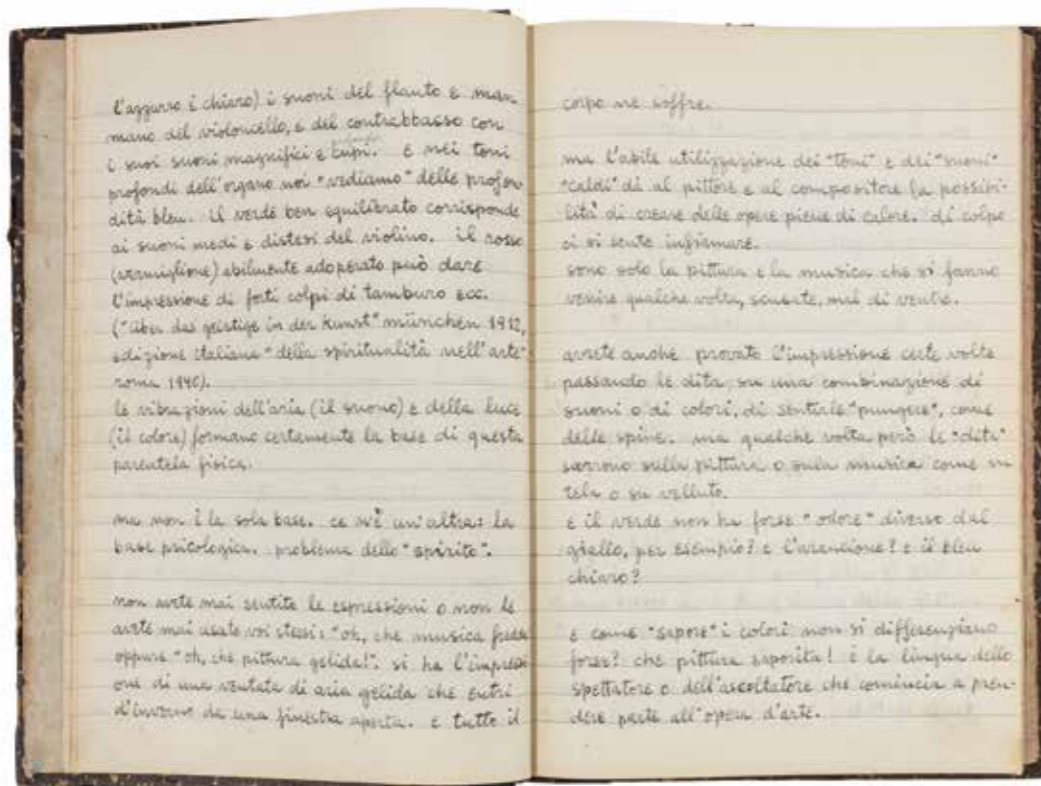 l'azzurro è chiaro) i suoni del flauto e man
mano del violoncello, e del contrabbasso con
i suoi suoni magnifici e cupi. e nei toni
profondi dell'organo noi "vediamo" delle profon-
dità bleu. il verde ben equilibrato corrisponde
ai suoni medi e distesi del violino. il rosso
(vermiglione) abilmente adoperato può dare
l'impressione di forti colpi di tamburo ecc.
("über das geistige in der kunst" münchen 1912,
edizione italiana "della spiritualità nell'arte"
roma 1940).
le vibrazioni dell'aria (il suono) e della luce
(il colore) formano certamente la base di questa
parentela fisica.
ma non è la sola base. ce n'è un'altra: la
base psicologica. problema dello "spirito".
non avete mai sentite le espressioni o non le
avete mai usate voi stessi: "oh, che musica fredda
oppure "oh, che pittura gelida!". si ha l'impressi
one di una ventata di aria gelida che entri
d'inverno da una finestra aperta. e tutto il
corpo ne soffre.
ma l'abile utilizzazione dei "toni" e dei "suoni"
"caldi" dà al pittore e al compositore la possibi-
lità di creare delle opere piene di calore. di colpo
ci si sente infiammare.
sono solo la pittura e la musica che si fanno
venire qualche volta, scusate, mal di ventre.
avrete anche provato l'impressione certe volte
passando le dita su una combinazione di
suoni o di colori, di sentirle "pungere", come
delle spine. ma qualche volta però le "dita"
scorrono sulla pittura o sulla musica come su
tela o su velluto.
e il verde non ha forse "odore" diverso dal
giallo, per esempio? e l'arancione? e il bleu
chiaro?
e come "sapore" i colori non si differenziano
forse? che pittura saporita! è la lingua dello
spettatore o dell'ascoltatore che comincia a pren-
dere parte all'opera d'arte.